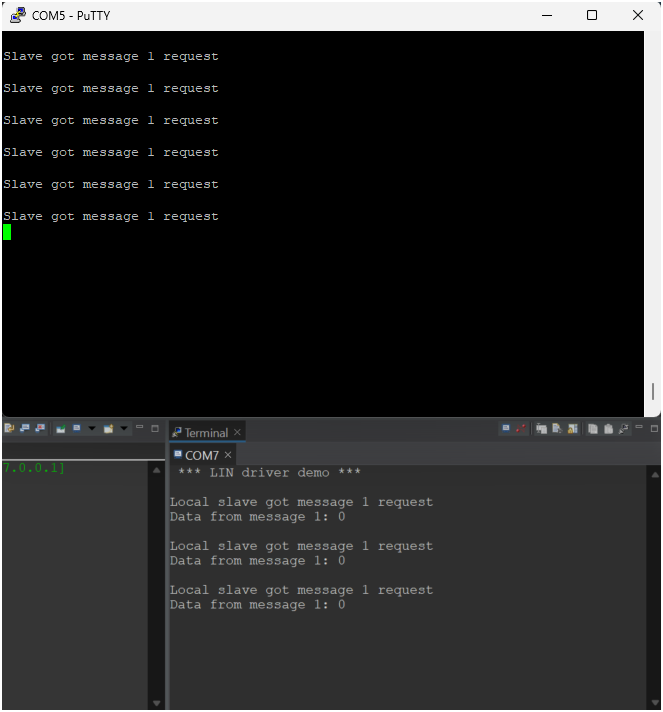 COM5 - PuTTY
Slave got message 1 request
Slave got message 1 request
Slave got message 1 request
Slave got message 1 request
Slave got message 1 request
Slave got message 1 request
Terminal
COM7
7.0.0.1]
*** LIN driver demo ***
Local slave got message 1 request
Data from message 1: 0
Local slave got message 1 request
Data from message 1: 0
Local slave got message 1 request
Data from message 1: 0